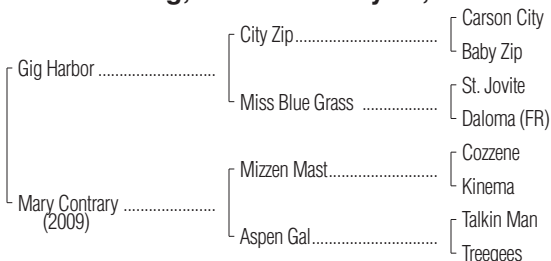 Carson City
City Zip
Baby Zip
Gig Harbor
St. Jovite
Miss Blue Grass
Daloma (FR)
Cozzene
Mizzen Mast
Kinema
Mary Contrary
(2009)
Talkin Man
Aspen Gal
Treegees